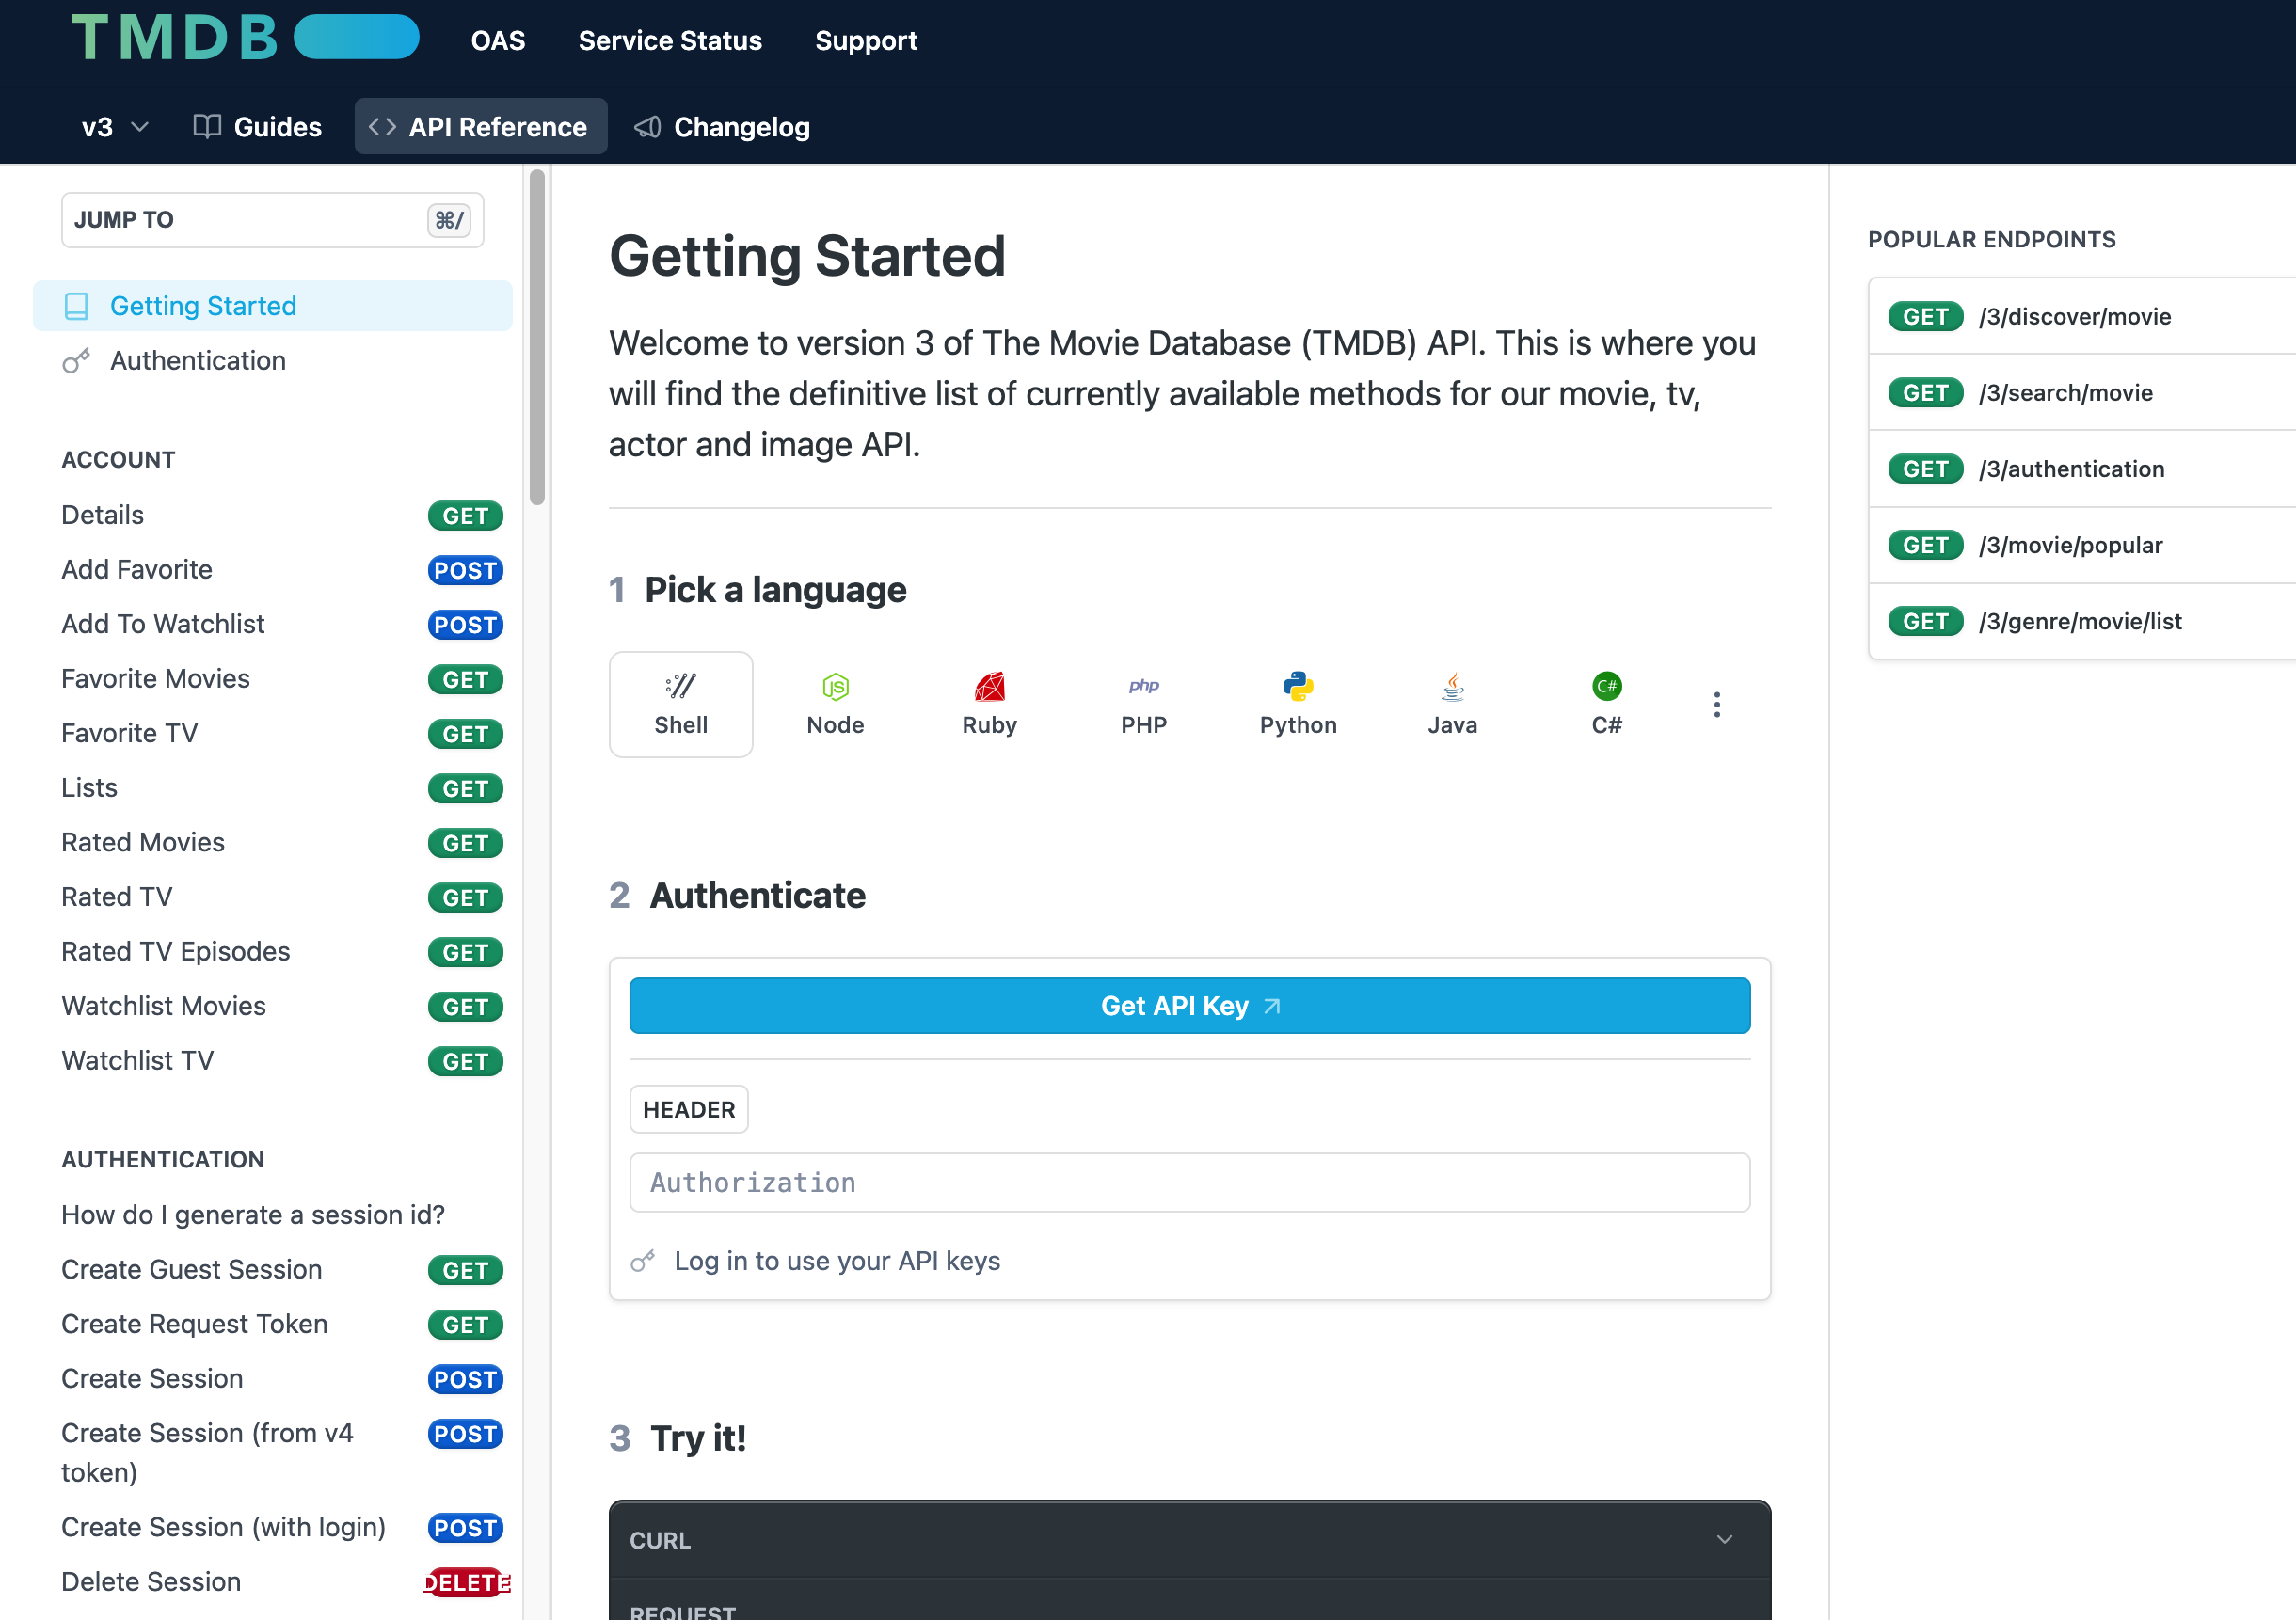 TMDB
OAS
Service Status
Support
v3
Guides
API Reference
Changelog
JUMP TO
⌘/
Getting Started
Authentication
ACCOUNT
Details GET
Add Favorite POST
Add To Watchlist POST
Favorite Movies GET
Favorite TV GET
Lists GET
Rated Movies GET
Rated TV GET
Rated TV Episodes GET
Watchlist Movies GET
Watchlist TV GET
AUTHENTICATION
How do I generate a session id?
Create Guest Session GET
Create Request Token GET
Create Session POST
Create Session (from v4 POST
token)
Create Session (with login) POST
Delete Session DELETE
Getting Started
Welcome to version 3 of The Movie Database (TMDB) API. This is where you
will find the definitive list of currently available methods for our movie, tv,
actor and image API.
1 Pick a language
Shell
JS
Node
Ruby
php
PHP
Python
Java
C#
C#
2 Authenticate
Get API Key
HEADER
Authorization
Log in to use your API keys
3 Try it!
CURL
REQUEST
POPULAR ENDPOINTS
GET /3/discover/movie
GET /3/search/movie
GET /3/authentication
GET /3/movie/popular
GET /3/genre/movie/list